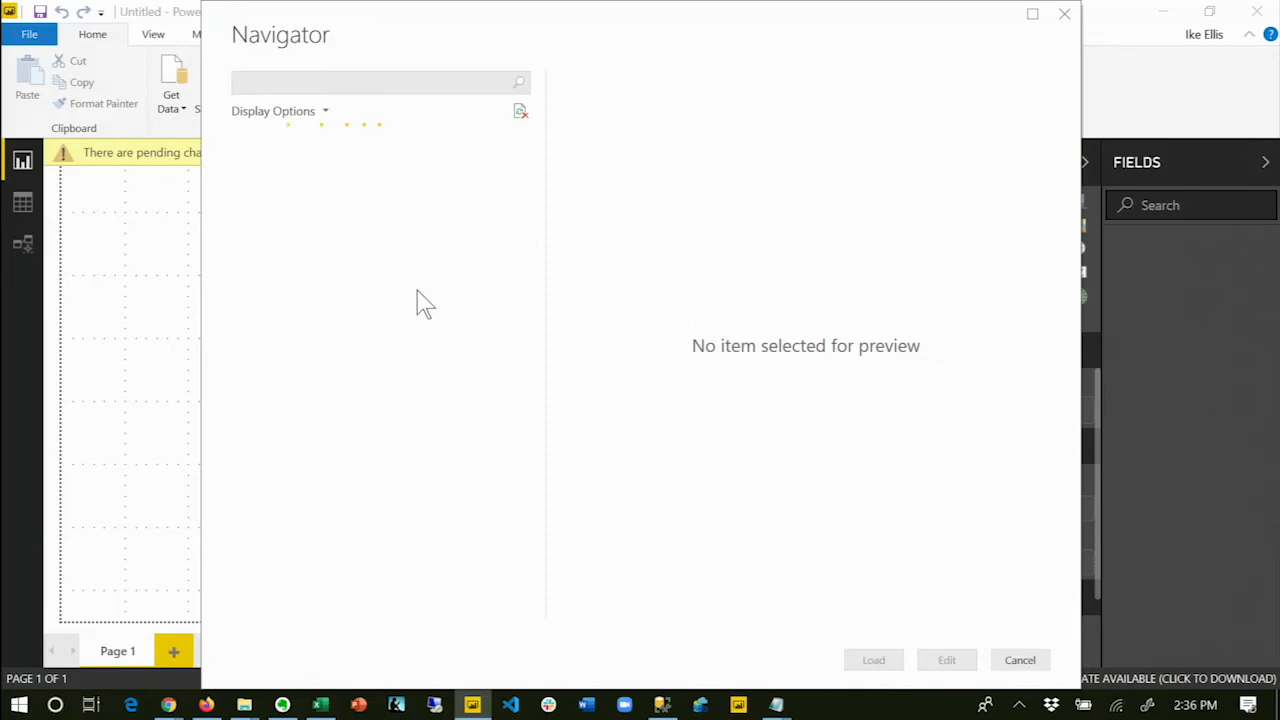 Untitled - Powe
Navigator
File
Home
View
M
Ike Ellis
Paste
Cut
Copy
Format Painter
Clipboard
Get
Data
S
Display Options
There are pending cha
FIELDS
Search
No item selected for preview
Page 1
Load
Edit
Cancel
PAGE 1 OF 1
ATE AVAILABLE (CLICK TO DOWNLOAD)
2:36 PM